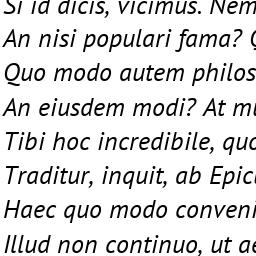 Si id dicis, vicimus. Nem
An nisi populari fama?
Quo modo autem philos
An eiusdem modi? At mu
Tibi hoc incredibile, quo
Traditur, inquit, ab Epicu
Haec quo modo conveni
Illud non continuo, ut ae